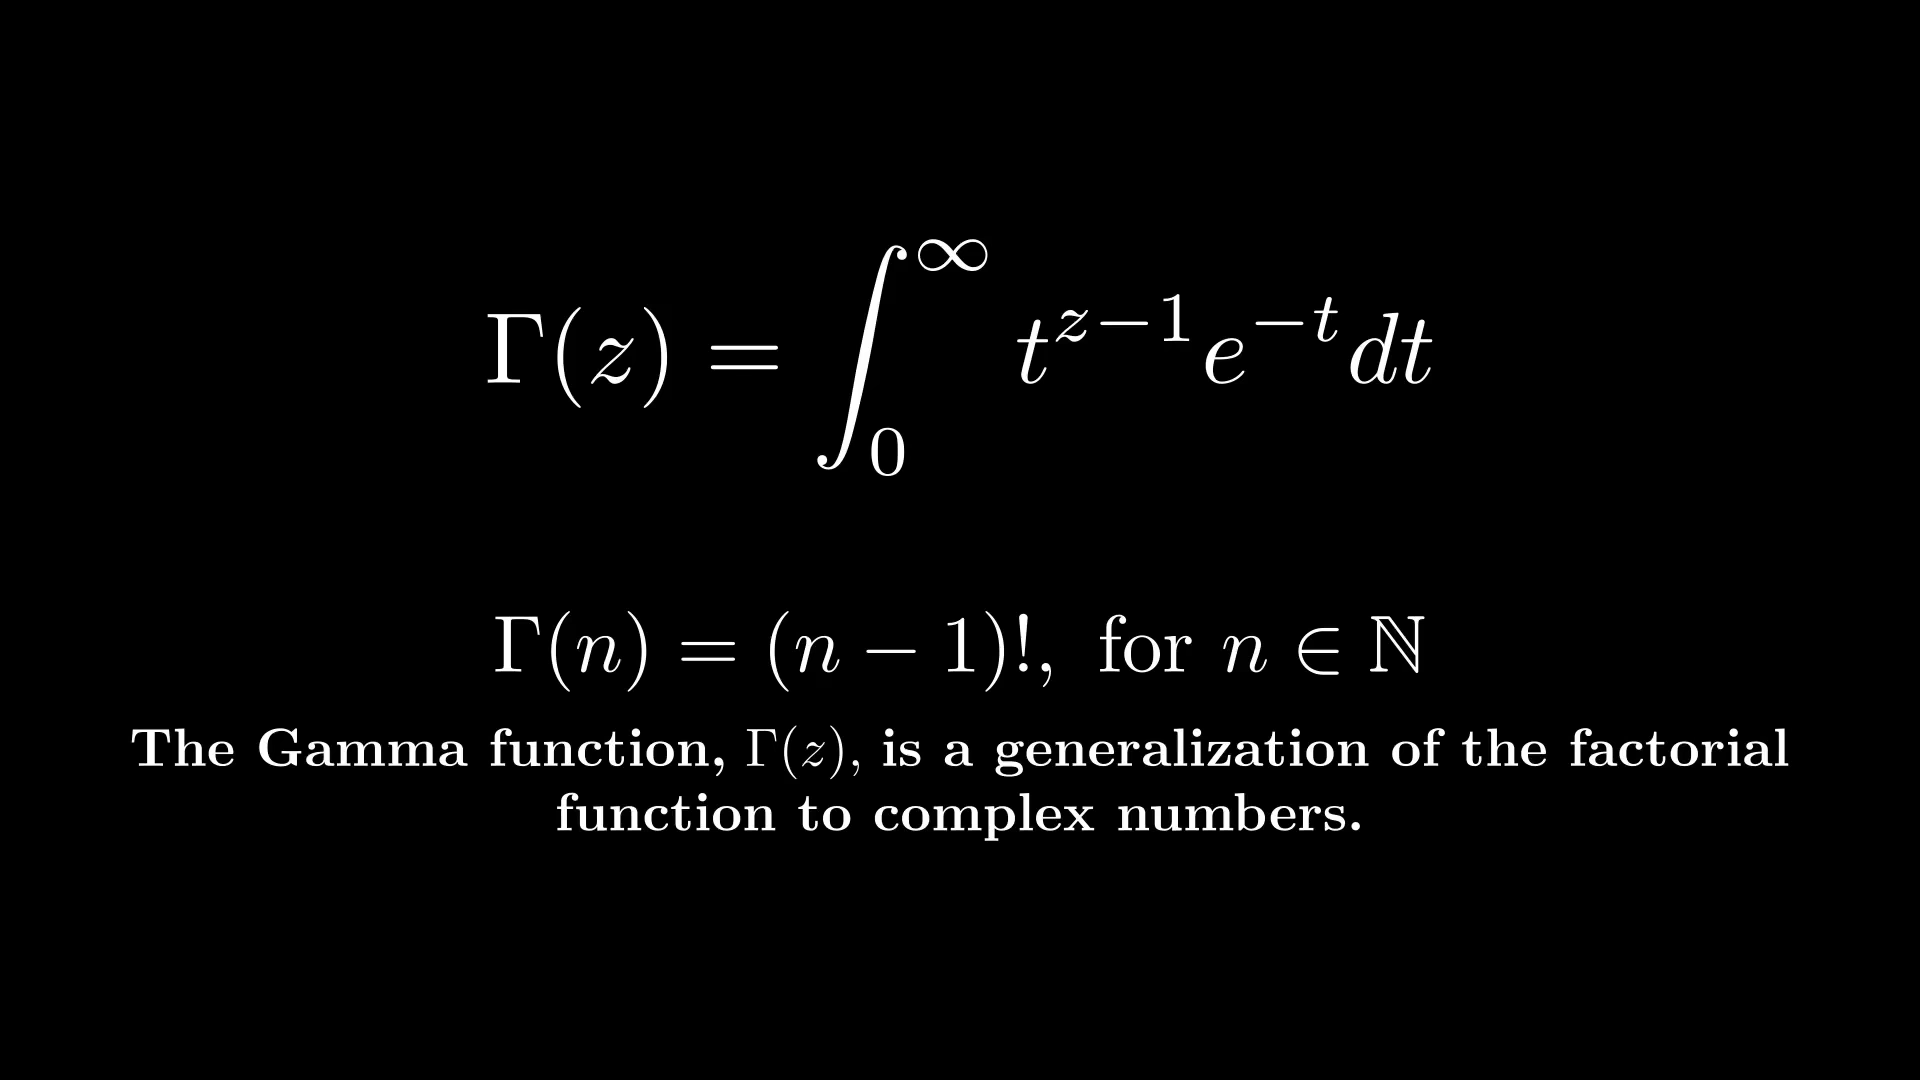 Γ(z) = ∫₀^∞ t^{z−1} e^{−t} dt
Γ(n) = (n − 1)!, for n ∈ ℕ
The Gamma function, Γ(z), is a generalization of the factorial
function to complex numbers.